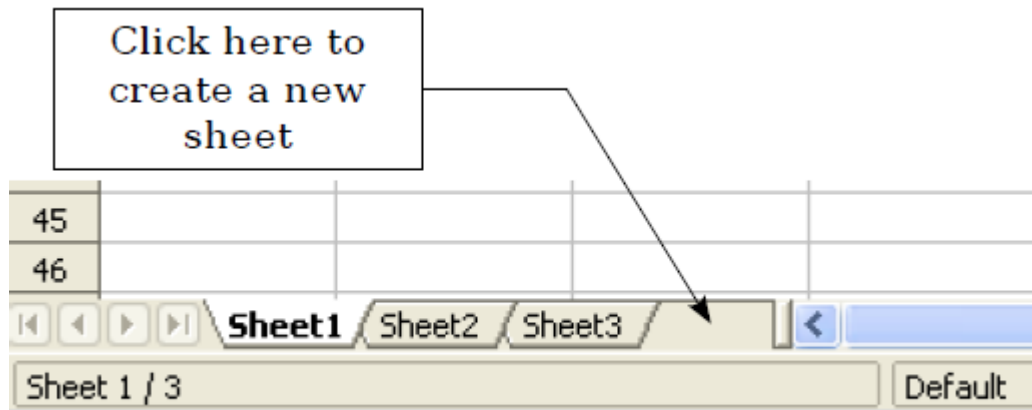 Click here to
create a new
sheet
45
46
Sheet1 Sheet2 Sheet3
Sheet 1 / 3 Default